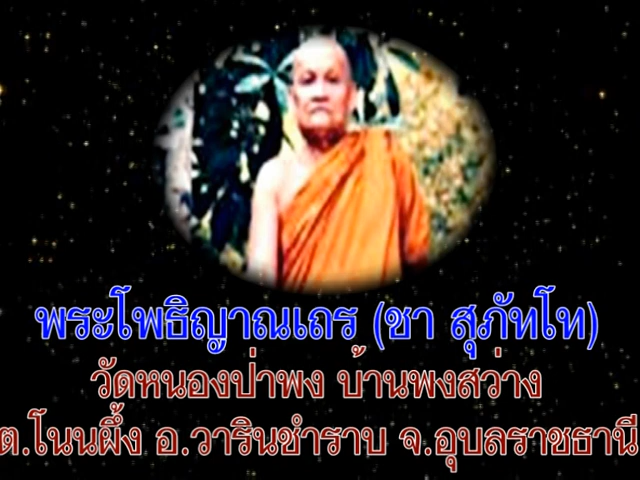 พระโพธิญาณเถร (ชา สุภัทโท)
วัดหนองป่าพง บ้านพงสว่าง
ต.โนนผึ้ง อ.วารินชำราบ จ.อุบลราชธานี